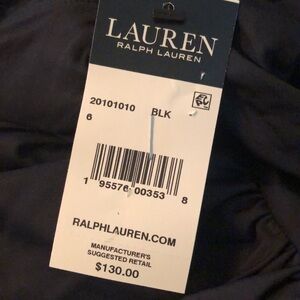 LAUREN
RALPH LAUREN
20101010 BLK
6
1 95576 00353 8
RALPHLAUREN.COM
MANUFACTURER'S
SUGGESTED RETAIL
$130.00